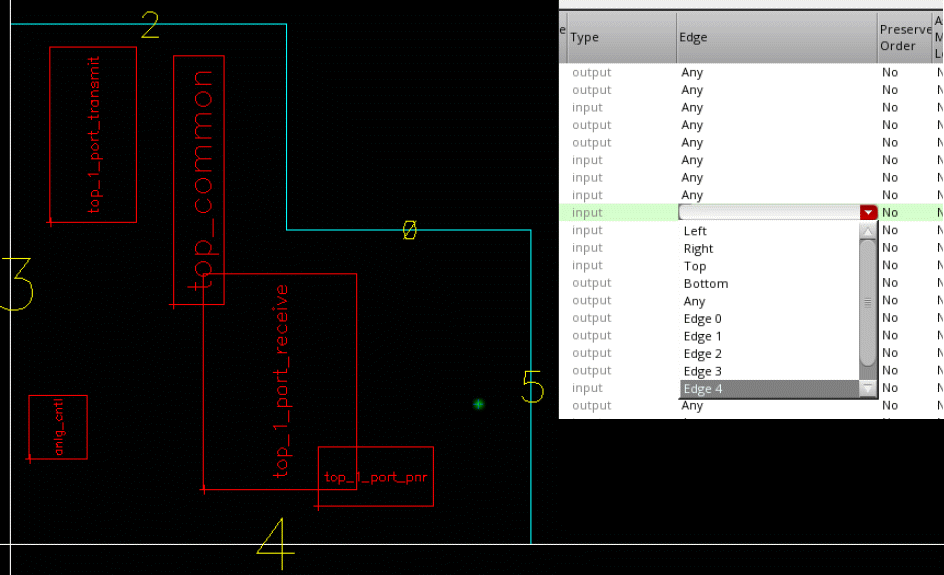 2
top_1_port_transmit
top_common
0
3
top_1_port_receive
5
anlg_cntl
top_1_port_pnr
4
Type Edge Preserve Order
output Any No
output Any No
input Any No
output Any No
output Any No
input Any No
input Any No
input Any No
input No
input Left No
input Right No
input Top No
output Bottom No
output Any No
output Edge 0 No
output Edge 1 No
output Edge 2 No
output Edge 3 No
input Edge 4 No
output Any No